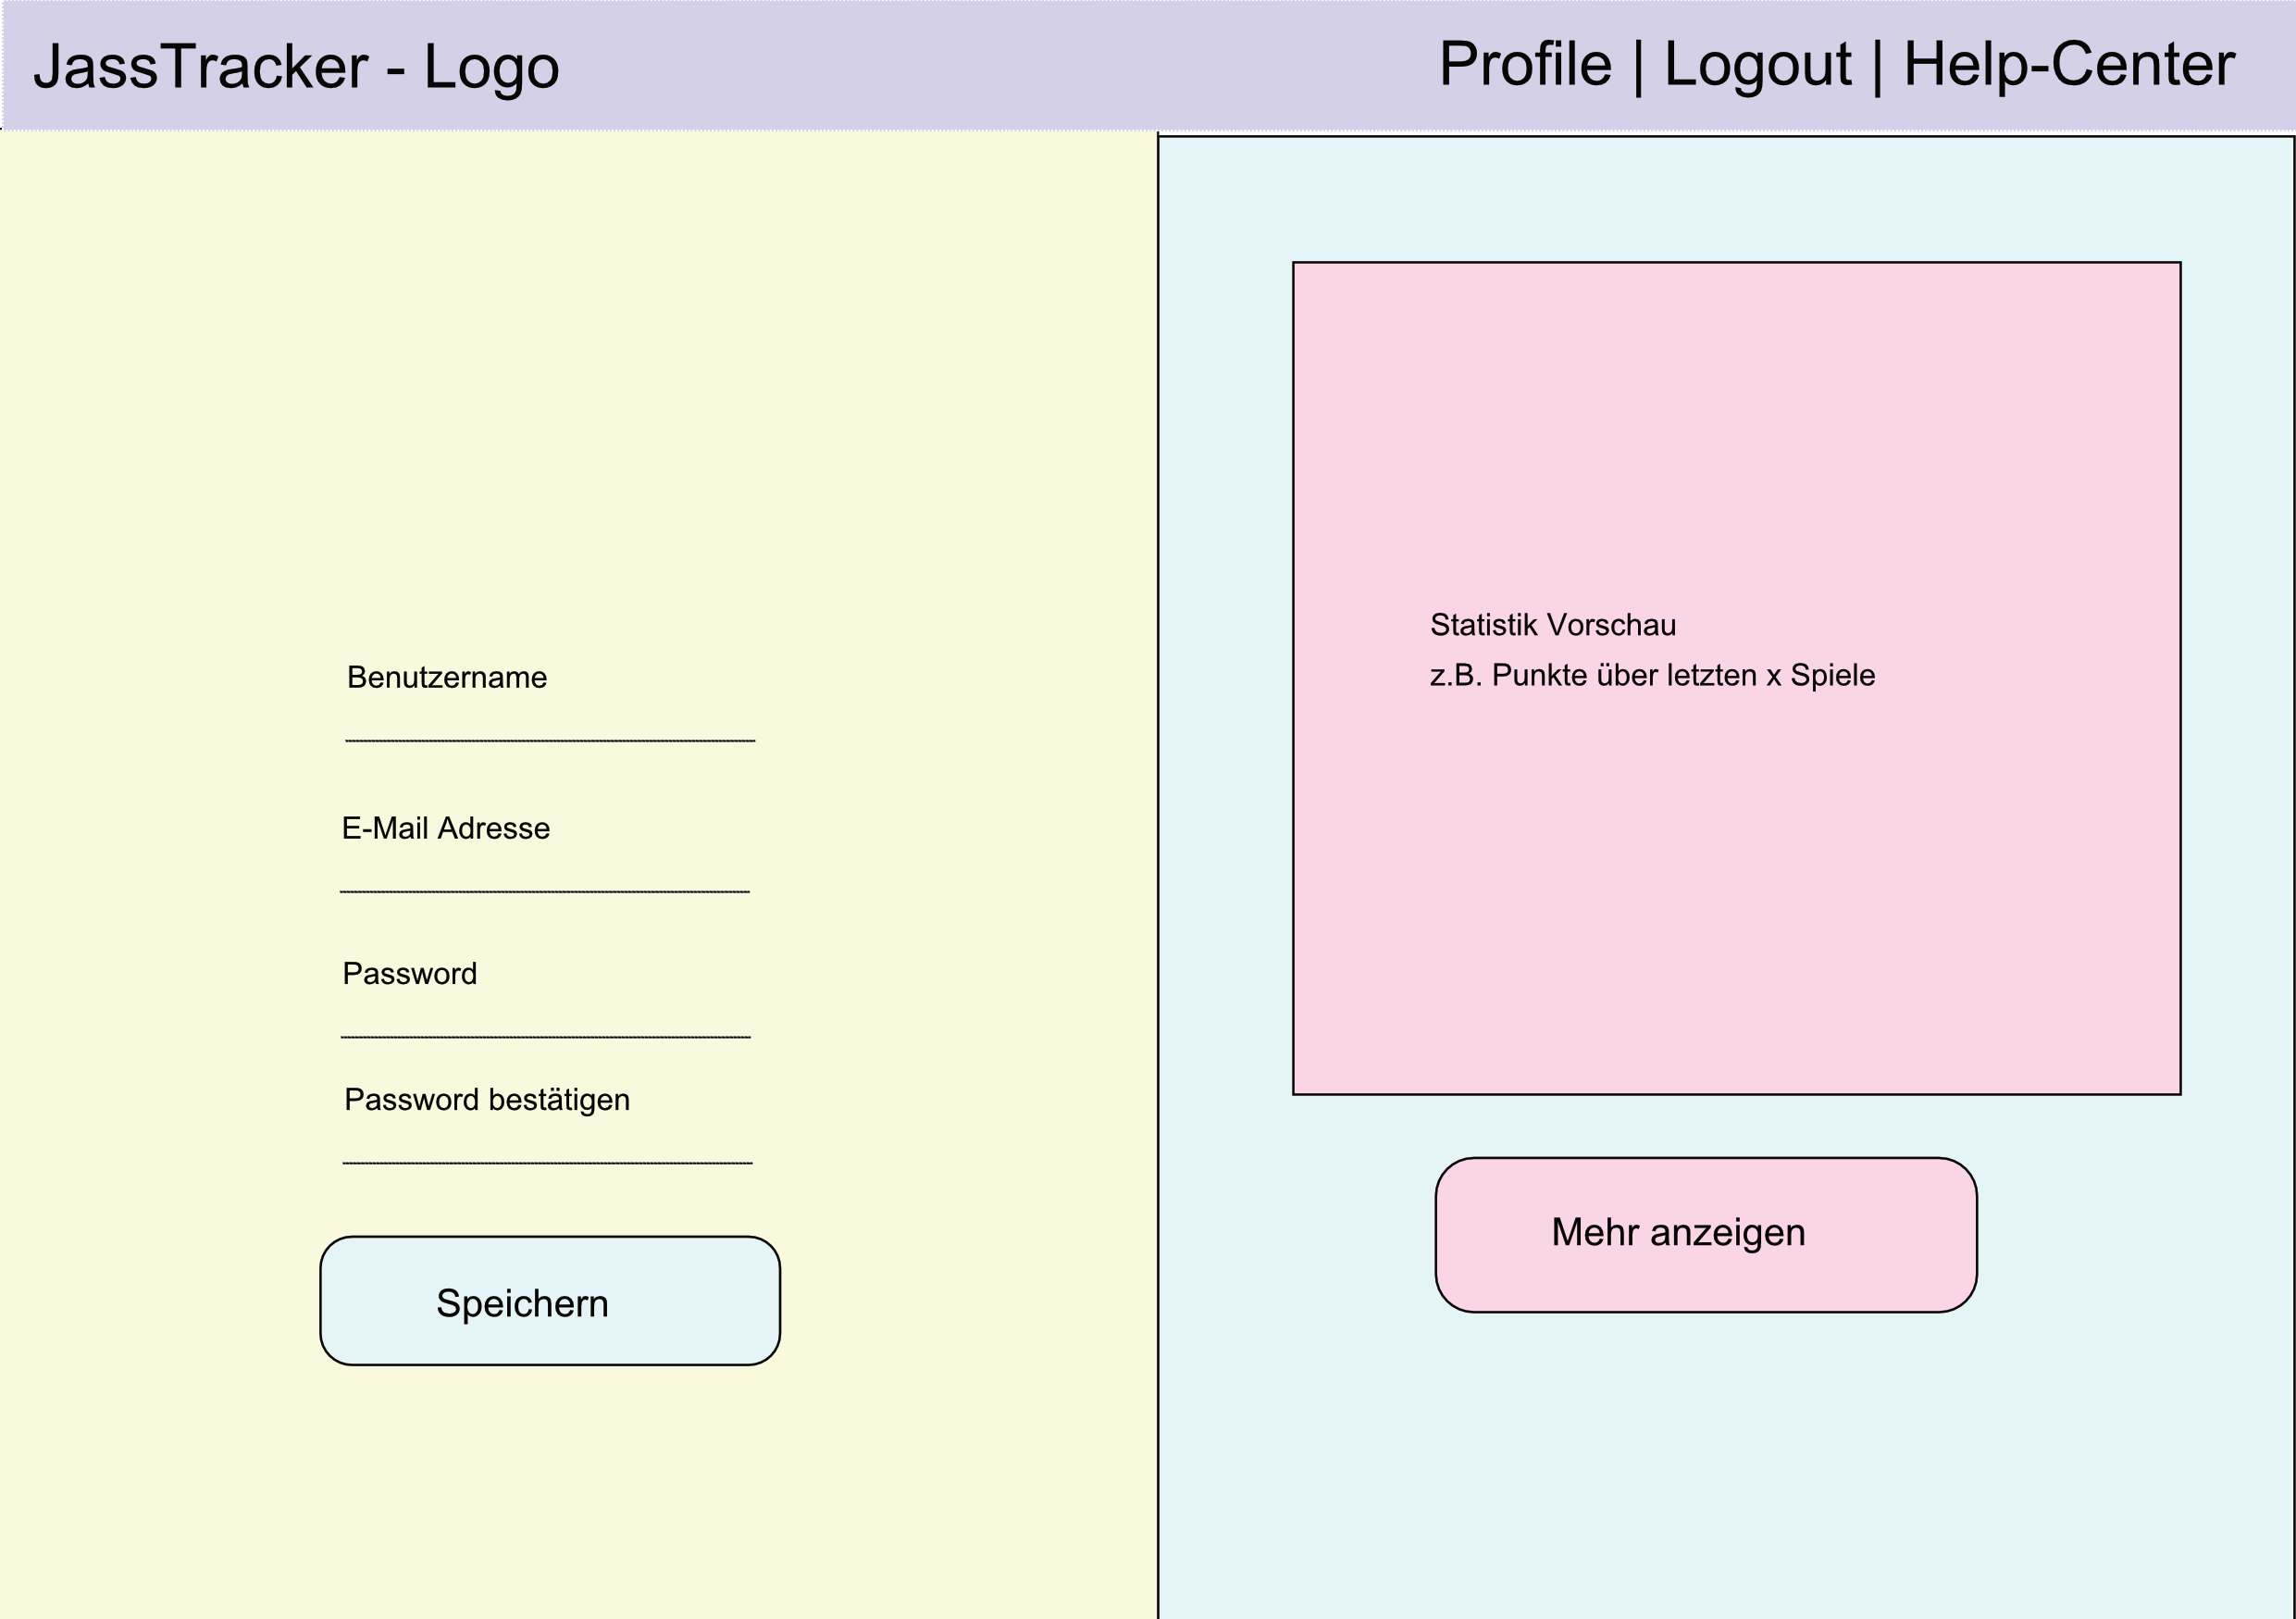 JassTracker - Logo
Profile | Logout | Help-Center
Benutzername
E-Mail Adresse
Password
Password bestätigen
Speichern
Statistik Vorschau
z.B. Punkte über letzten x Spiele
Mehr anzeigen